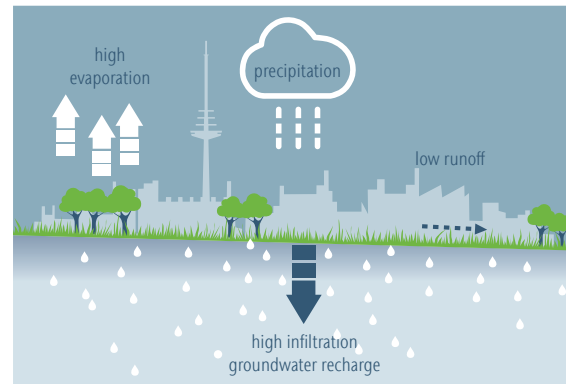 high
evaporation
precipitation
low runoff
high infiltration
groundwater recharge